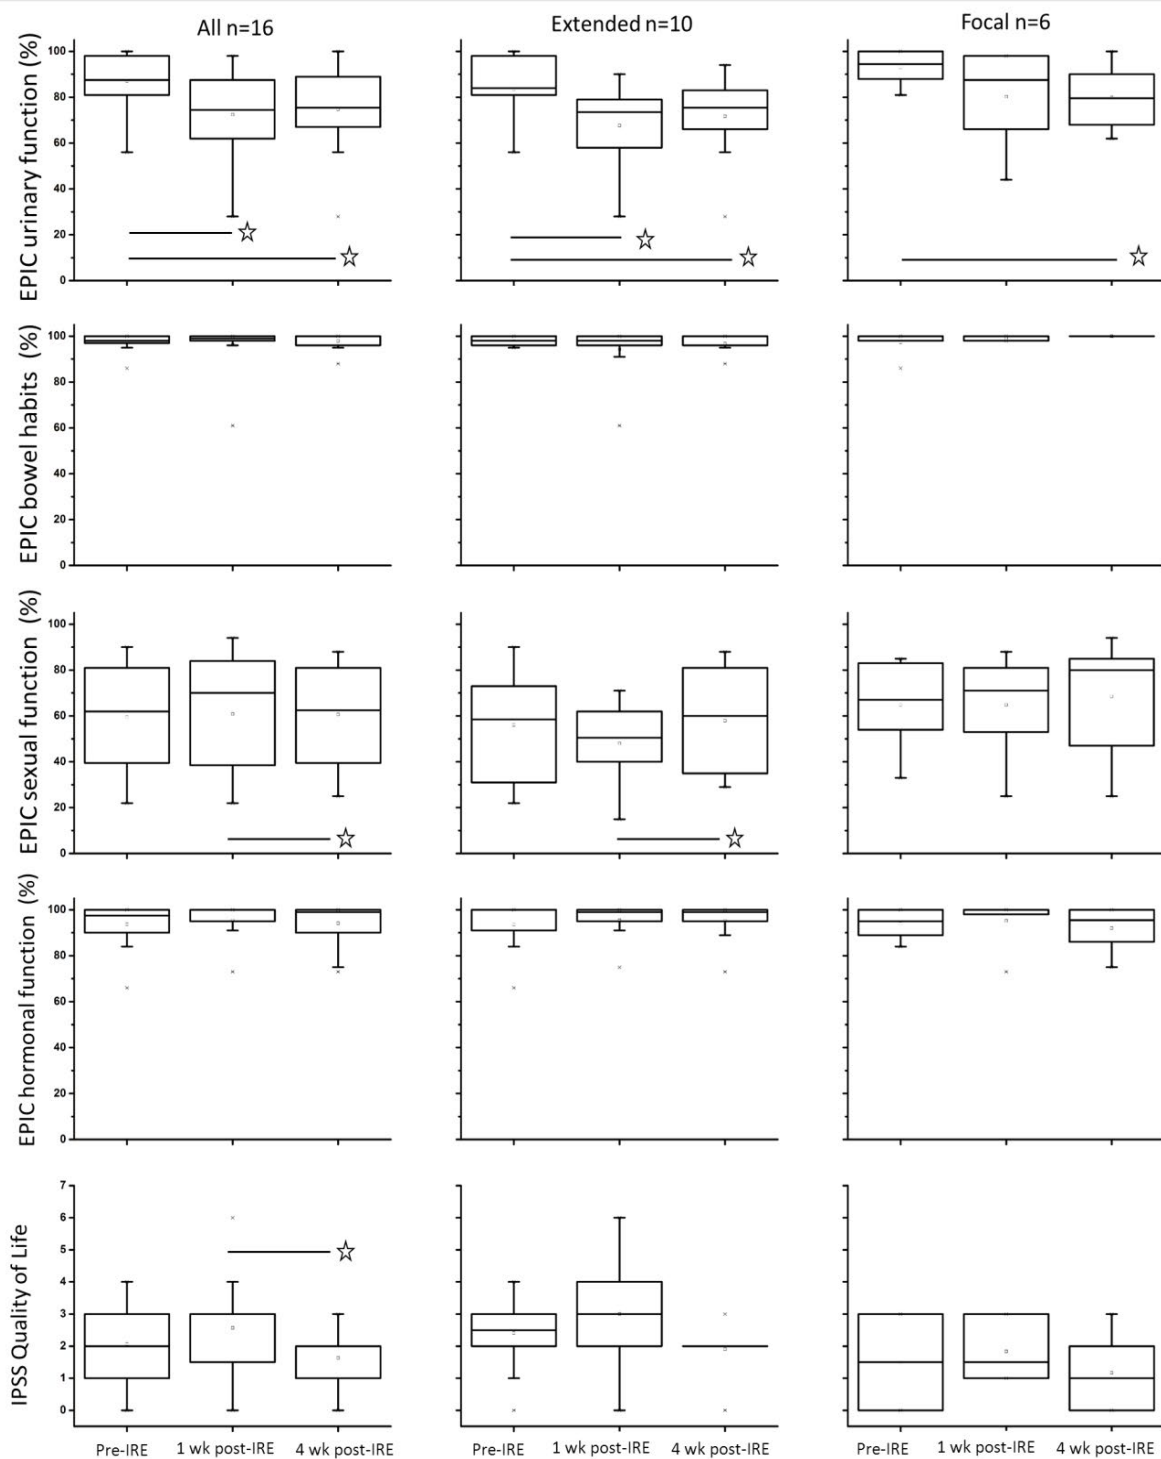 All n=16
Extended n=10
Focal n=6
EPIC urinary function (%)
100
80
60
40
20
0
EPIC bowel habits (%)
100
80
60
40
20
0
EPIC sexual function (%)
100
80
60
40
20
0
EPIC hormonal function (%)
100
80
60
40
20
0
IPSS Quality of Life
7
6
5
4
3
2
1
0
Pre-IRE 1 wk post-IRE 4 wk post-IRE
Pre-IRE 1 wk post-IRE 4 wk post-IRE
Pre-IRE 1 wk post-IRE 4 wk post-IRE